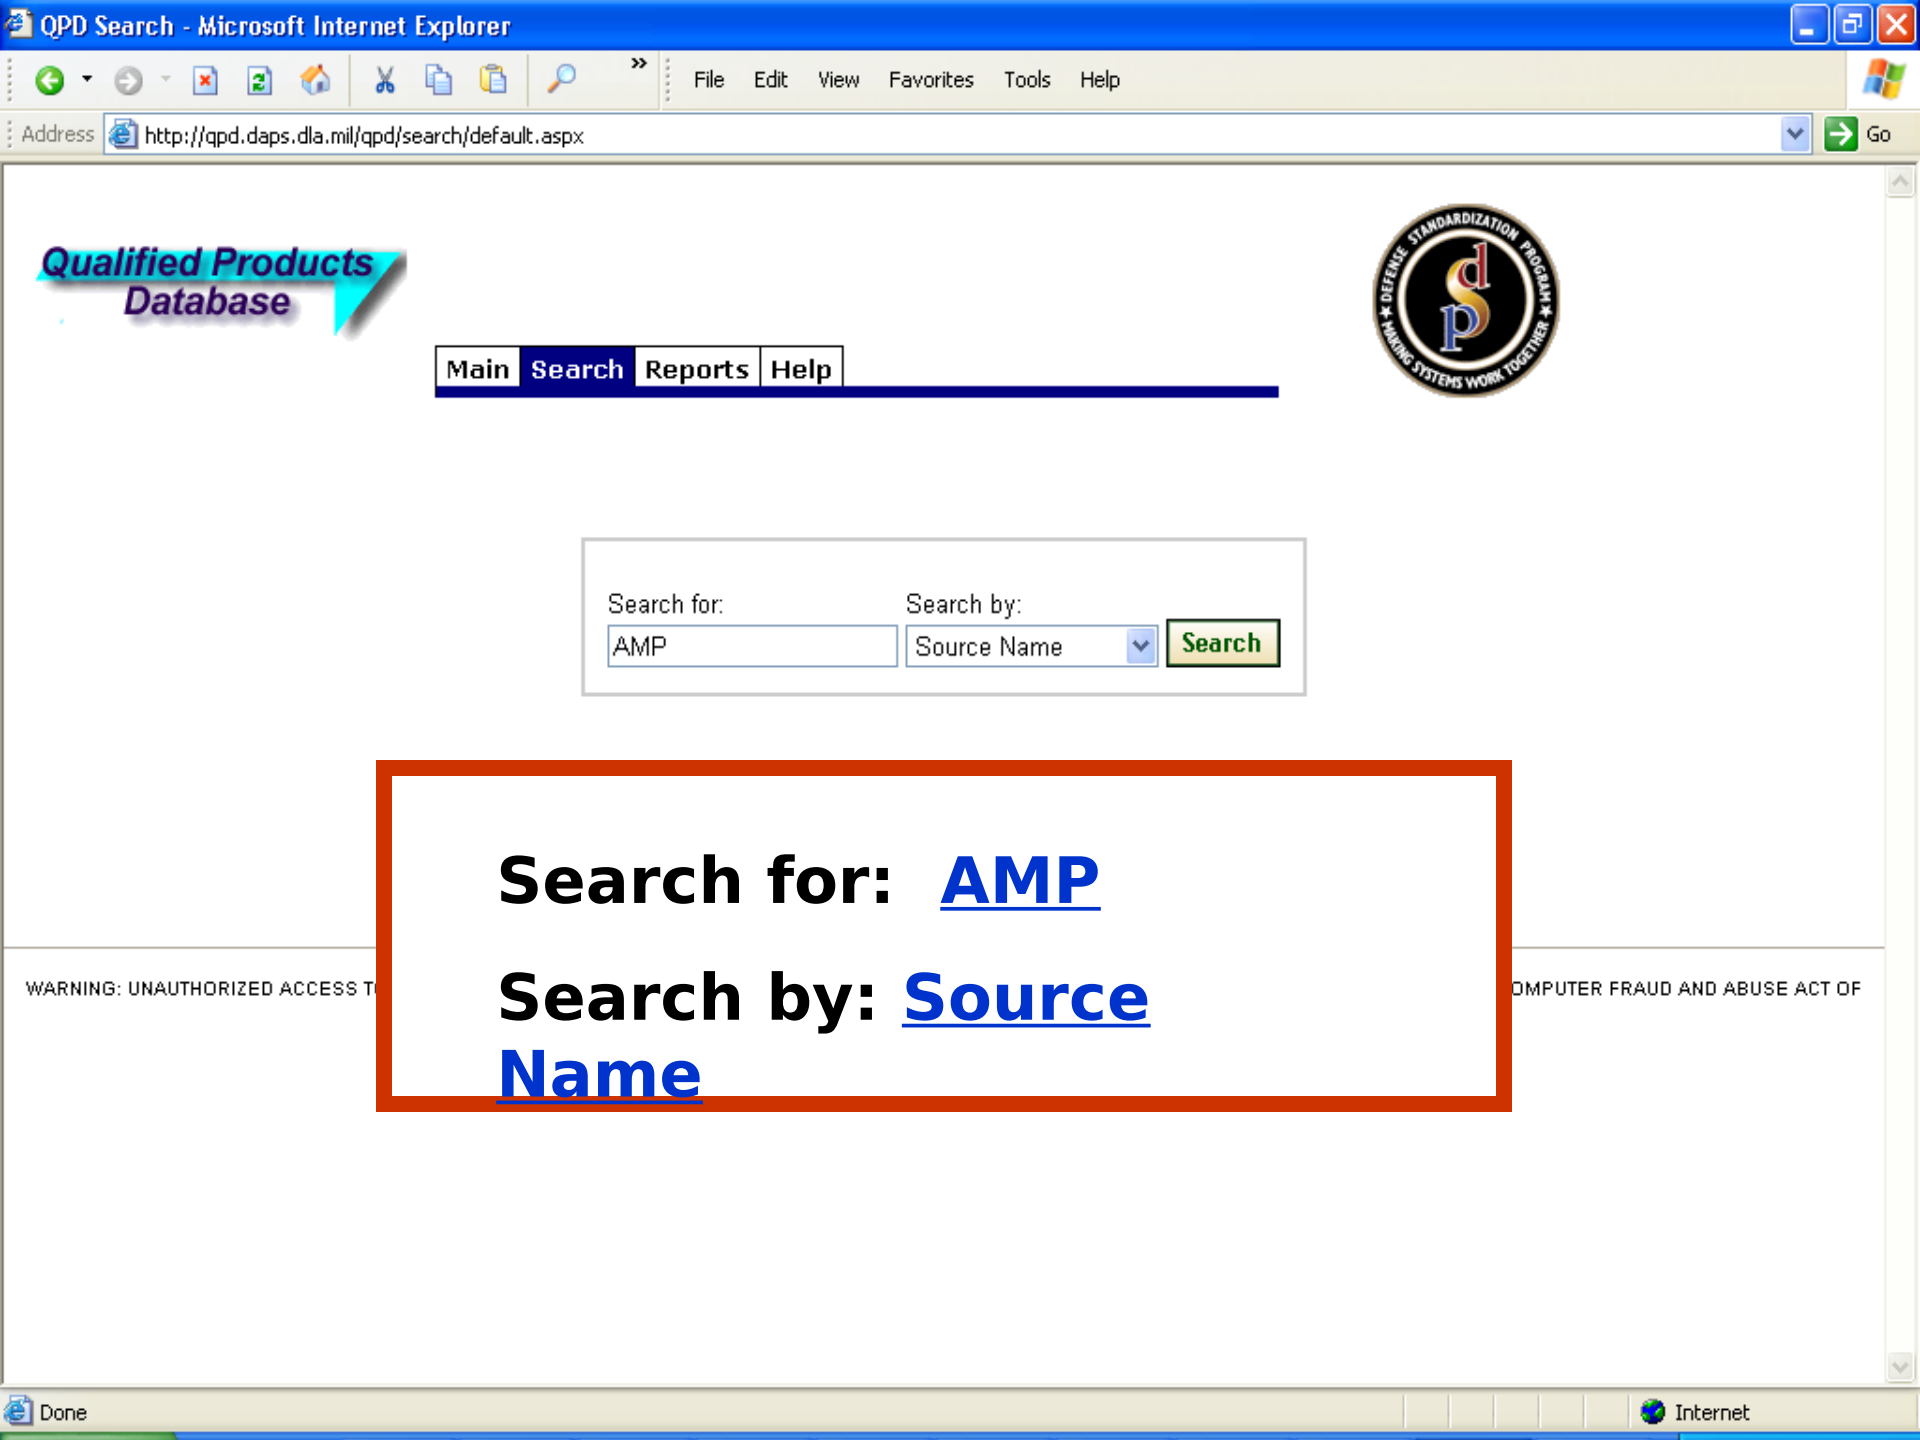 QPD Search - Microsoft Internet Explorer
» File Edit View Favorites Tools Help
Address http://qpd.daps.dla.mil/qpd/search/default.aspx Go
Qualified Products
Database
DEFENSE STANDARDIZATION PROGRAM
MAKING SYSTEMS WORK TOGETHER
dsp
Main Search Reports Help
Search for: Search by:
AMP Source Name Search
Search for: AMP
Search by: Source
Name
WARNING: UNAUTHORIZED ACCESS
FRAUD AND ABUSE ACT OF
Done Internet